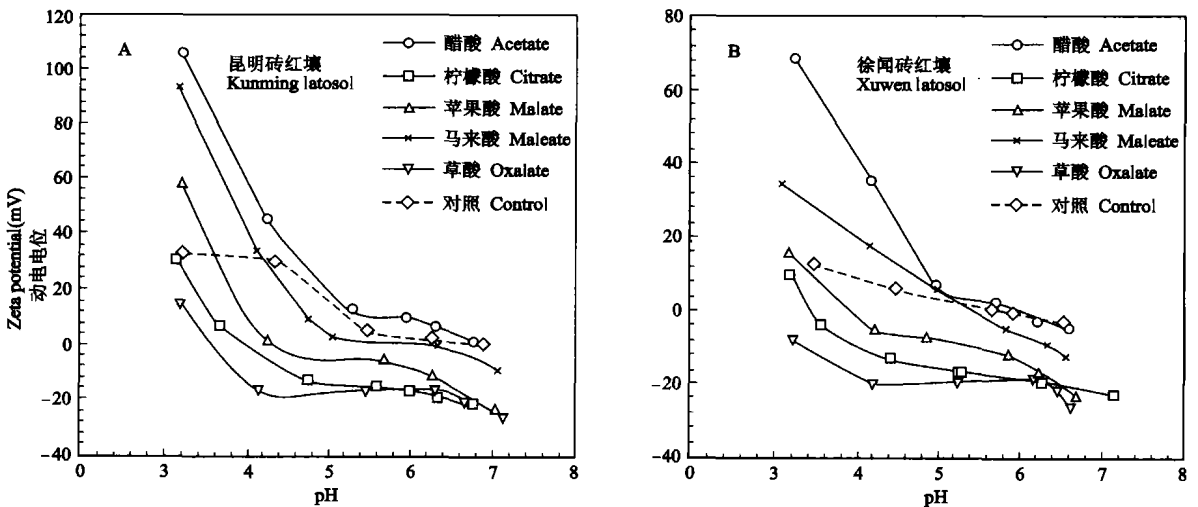 A
昆明砖红壤
Kunming latosol
醋酸 Acetate
柠檬酸 Citrate
苹果酸 Malate
马来酸 Maleate
草酸 Oxalate
对照 Control
Zeta potential(mV)
动电电位
120
100
80
60
40
20
0
-20
-40
0
3
4
5
6
7
8
pH
B
徐闻砖红壤
Xuwen latosol
醋酸 Acetate
柠檬酸 Citrate
苹果酸 Malate
马来酸 Maleate
草酸 Oxalate
对照 Control
80
60
40
20
0
-20
-40
0
3
4
5
6
7
8
pH